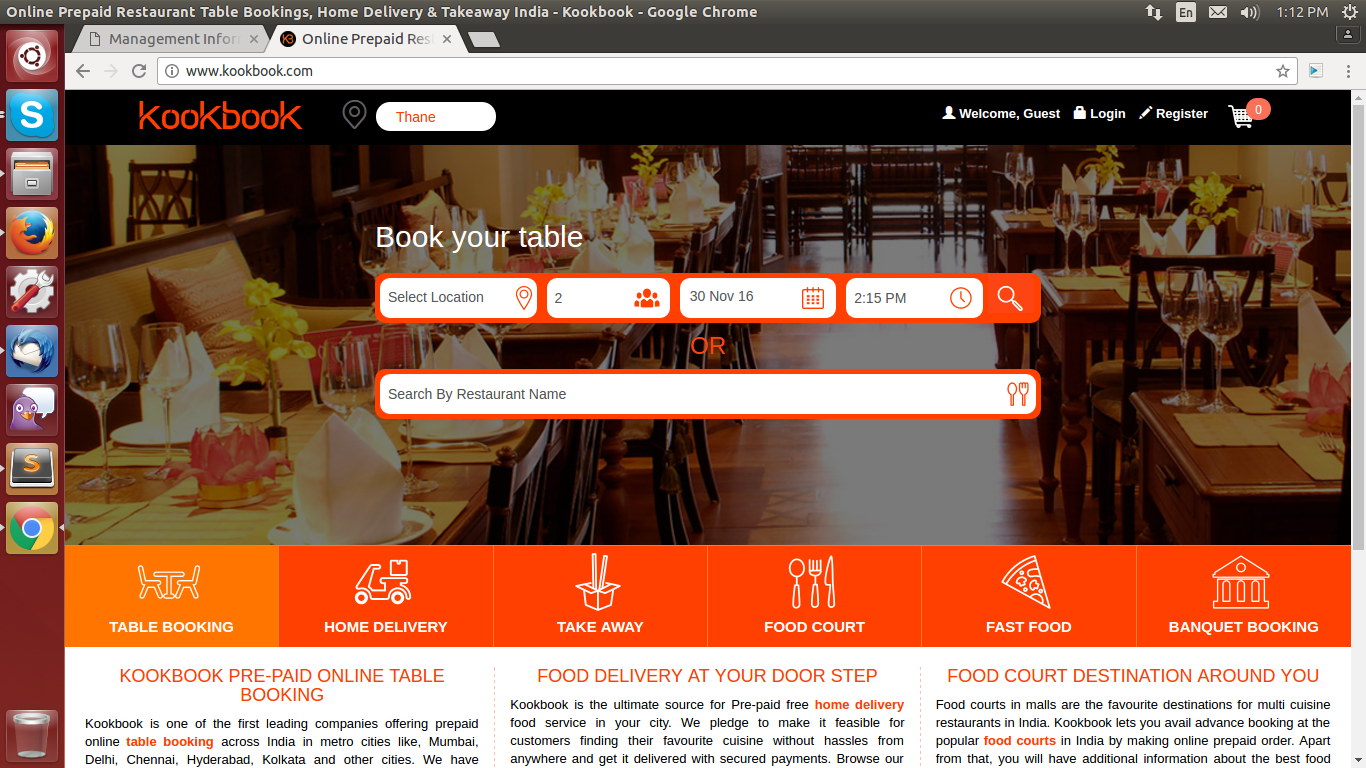 Online Prepaid Restaurant Table Bookings, Home Delivery & Takeaway India - Kookbook - Google Chrome
En
1:12 PM
Management Infor
Online Prepaid Res
www.kookbook.com
KooKbooK
Thane
Welcome, Guest
Login
Register
0
Book your table
Select Location
2
30 Nov 16
2:15 PM
OR
Search By Restaurant Name
TABLE BOOKING
HOME DELIVERY
TAKE AWAY
FOOD COURT
FAST FOOD
BANQUET BOOKING
KOOKBOOK PRE-PAID ONLINE TABLE
BOOKING
Kookbook is one of the first leading companies offering prepaid
online table booking across India in metro cities like, Mumbai,
Delhi, Chennai, Hyderabad, Kolkata and other cities. We have
FOOD DELIVERY AT YOUR DOOR STEP
Kookbook is the ultimate source for Pre-paid free home delivery
food service in your city. We pledge to make it feasible for
customers finding their favourite cuisine without hassles from
anywhere and get it delivered with secured payments. Browse our
FOOD COURT DESTINATION AROUND YOU
Food courts in malls are the favourite destinations for multi cuisine
restaurants in India. Kookbook lets you avail advance booking at the
popular food courts in India by making online prepaid order. Apart
from that, you will have additional information about the best food